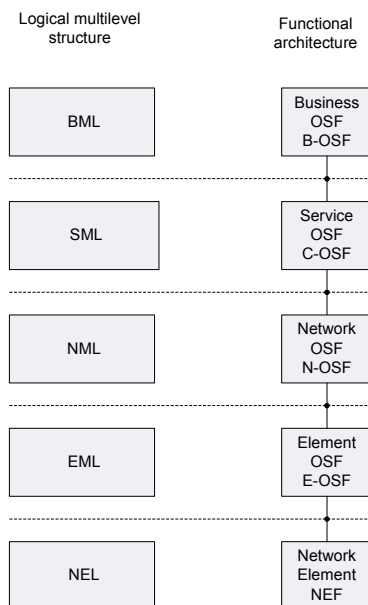 Logical multilevel
structure
Functional
architecture
BML
Business
OSF
B-OSF
SML
Service
OSF
C-OSF
NML
Network
OSF
N-OSF
EML
Element
OSF
E-OSF
NEL
Network
Element
NEF